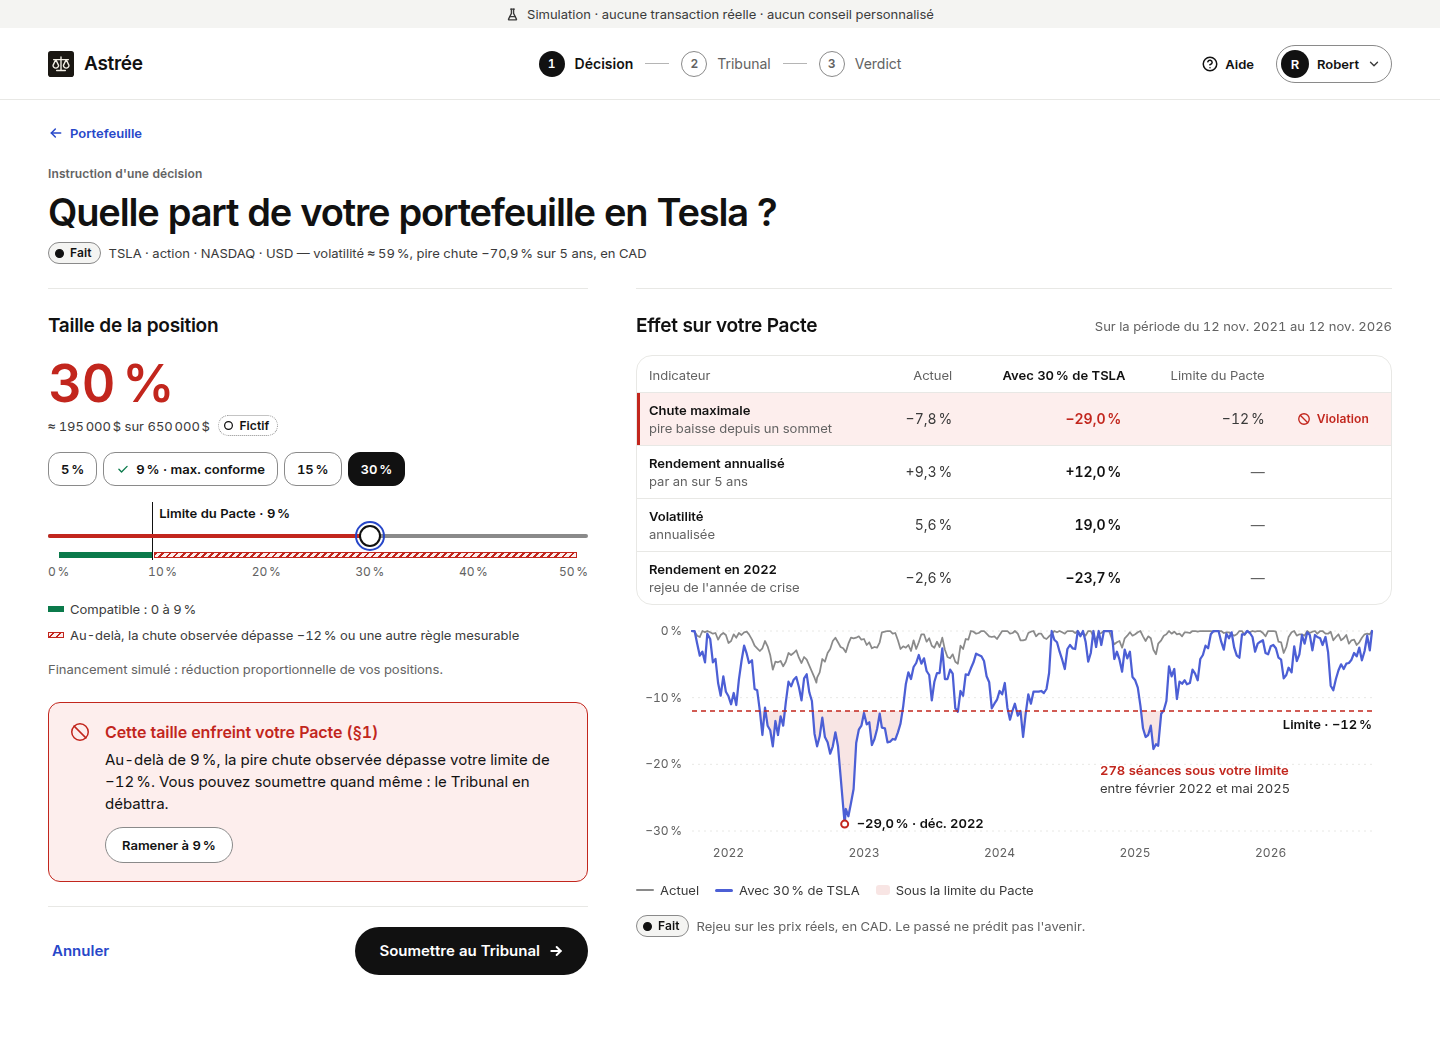 Simulation · aucune transaction réelle · aucun conseil personnalisé
Astrée
1 Décision
2 Tribunal
3 Verdict
Aide
R Robert
Portefeuille
Instruction d'une décision
Quelle part de votre portefeuille en Tesla ?
Fait TSLA · action · NASDAQ · USD — volatilité ≈ 59 %, pire chute −70,9 % sur 5 ans, en CAD
Taille de la position
30 %
≈ 195 000 $ sur 650 000 $ Fictif
5 % 9 % · max. conforme 15 % 30 %
Limite du Pacte · 9 %
0 % 10 % 20 % 30 % 40 % 50 %
Compatible : 0 à 9 %
Au-delà, la chute observée dépasse −12 % ou une autre règle mesurable
Financement simulé : réduction proportionnelle de vos positions.
Cette taille enfreint votre Pacte (§1)
Au-delà de 9 %, la pire chute observée dépasse votre limite de
−12 %. Vous pouvez soumettre quand même : le Tribunal en
débattra.
Ramener à 9 %
Annuler
Soumettre au Tribunal
Effet sur votre Pacte
Sur la période du 12 nov. 2021 au 12 nov. 2026
Indicateur Actuel Avec 30 % de TSLA Limite du Pacte
Chute maximale −7,8 % −29,0 % −12 % Violation
pire baisse depuis un sommet
Rendement annualisé +9,3 % +12,0 % —
par an sur 5 ans
Volatilité 5,6 % 19,0 % —
annualisée
Rendement en 2022 −2,6 % −23,7 % —
rejeu de l'année de crise
0 %
−10 %
Limite · −12 %
−20 %
278 séances sous votre limite
entre février 2022 et mai 2025
−29,0 % · déc. 2022
−30 %
2022 2023 2024 2025 2026
Actuel Avec 30 % de TSLA Sous la limite du Pacte
Fait Rejeu sur les prix réels, en CAD. Le passé ne prédit pas l'avenir.